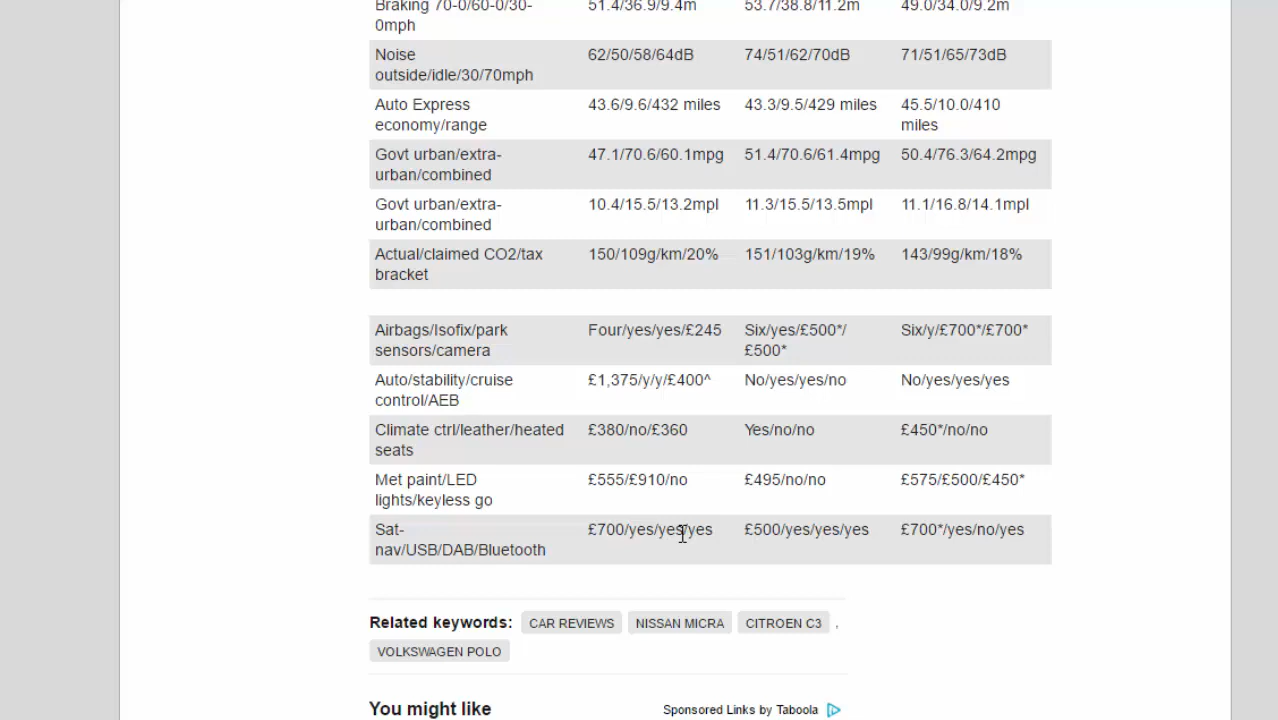 Braking 70-0/60-0/30- 51.4/36.9/9.4m 53.7/38.8/11.2m 49.0/34.0/9.2m
0mph
Noise 62/50/58/64dB 74/51/62/70dB 71/51/65/73dB
outside/idle/30/70mph
Auto Express 43.6/9.6/432 miles 43.3/9.5/429 miles 45.5/10.0/410
economy/range miles
Govt urban/extra- 47.1/70.6/60.1mpg 51.4/70.6/61.4mpg 50.4/76.3/64.2mpg
urban/combined
Govt urban/extra- 10.4/15.5/13.2mpl 11.3/15.5/13.5mpl 11.1/16.8/14.1mpl
urban/combined
Actual/claimed CO2/tax 150/109g/km/20% 151/103g/km/19% 143/99g/km/18%
bracket
Airbags/Isofix/park Four/yes/yes/£245 Six/yes/£500*/ Six/y/£700*/£700*
sensors/camera £500*
Auto/stability/cruise £1,375/y/y/£400^ No/yes/yes/no No/yes/yes/yes
control/AEB
Climate ctrl/leather/heated £380/no/£360 Yes/no/no £450*/no/no
seats
Met paint/LED £555/£910/no £495/no/no £575/£500/£450*
lights/keyless go
Sat- £700/yes/yes/yes £500/yes/yes/yes £700*/yes/no/yes
nav/USB/DAB/Bluetooth
Related keywords: CAR REVIEWS NISSAN MICRA CITROEN C3 ,
VOLKSWAGEN POLO
You might like Sponsored Links by Taboola